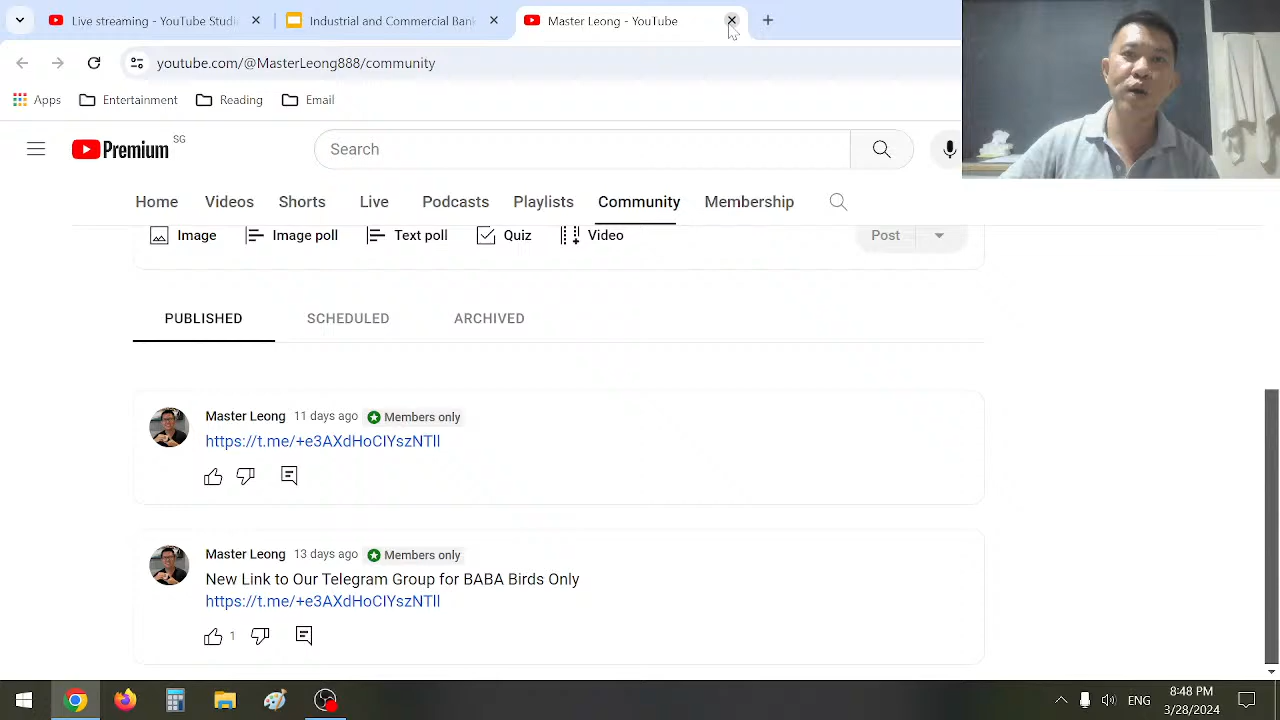 Live streaming - YouTube Studi
Industrial and Commercial Ban
Master Leong - YouTube
youtube.com/@MasterLeong888/community
Apps
Entertainment
Reading
Email
Premium
SG
Search
Home
Videos
Shorts
Live
Podcasts
Playlists
Community
Membership
Image
Image poll
Text poll
Quiz
Video
Post
PUBLISHED
SCHEDULED
ARCHIVED
Master Leong 11 days ago Members only
https://t.me/+e3AXdHoCIYszNTll
Master Leong 13 days ago Members only
New Link to Our Telegram Group for BABA Birds Only
https://t.me/+e3AXdHoCIYszNTll
1
ENG
8:48 PM
3/28/2024